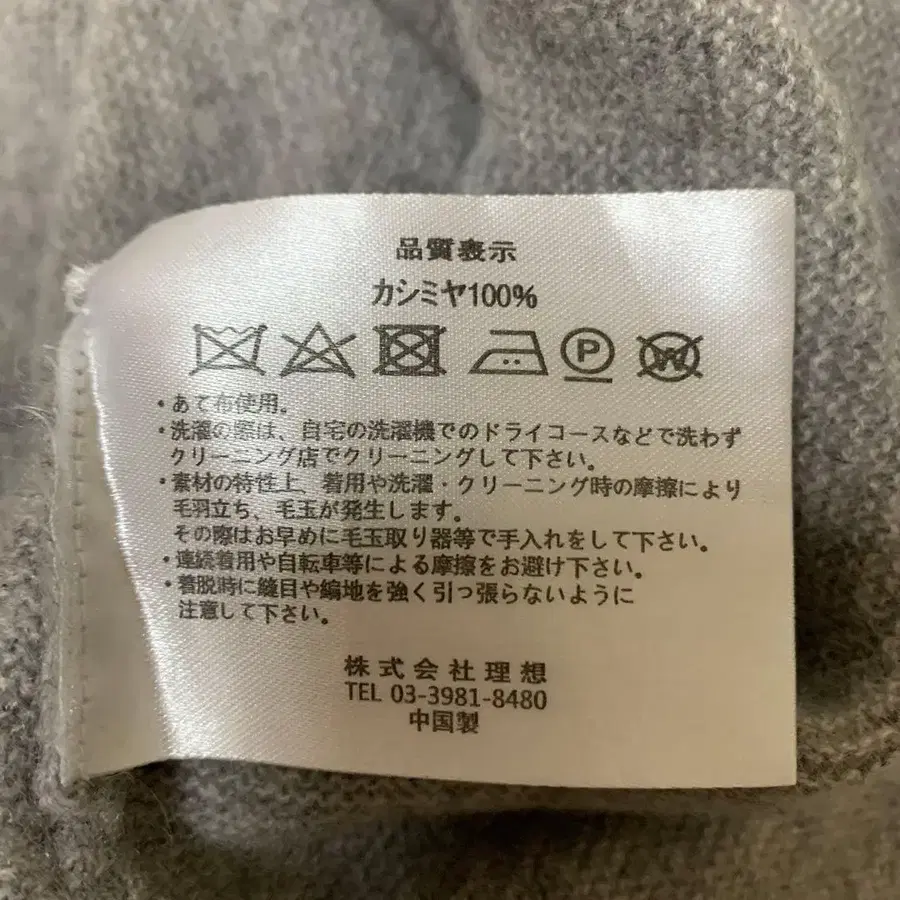 品質表示
カシミヤ100%
P W
・あて布使用。
・洗濯の際は、自宅の洗濯機でのドライコースなどで洗わず
クリーニング店でクリーニングして下さい。
・素材の特性上、着用や洗濯・クリーニング時の摩擦により
毛羽立ち、毛玉が発生します。
その際はお早めに毛玉取り器等で手入れをして下さい。
・連続着用や自転車等による摩擦をお避け下さい。
・着脱時に縫目や編地を強く引っ張らないように
注意して下さい。
株式会社理想
TEL 03-3981-8480
中国製